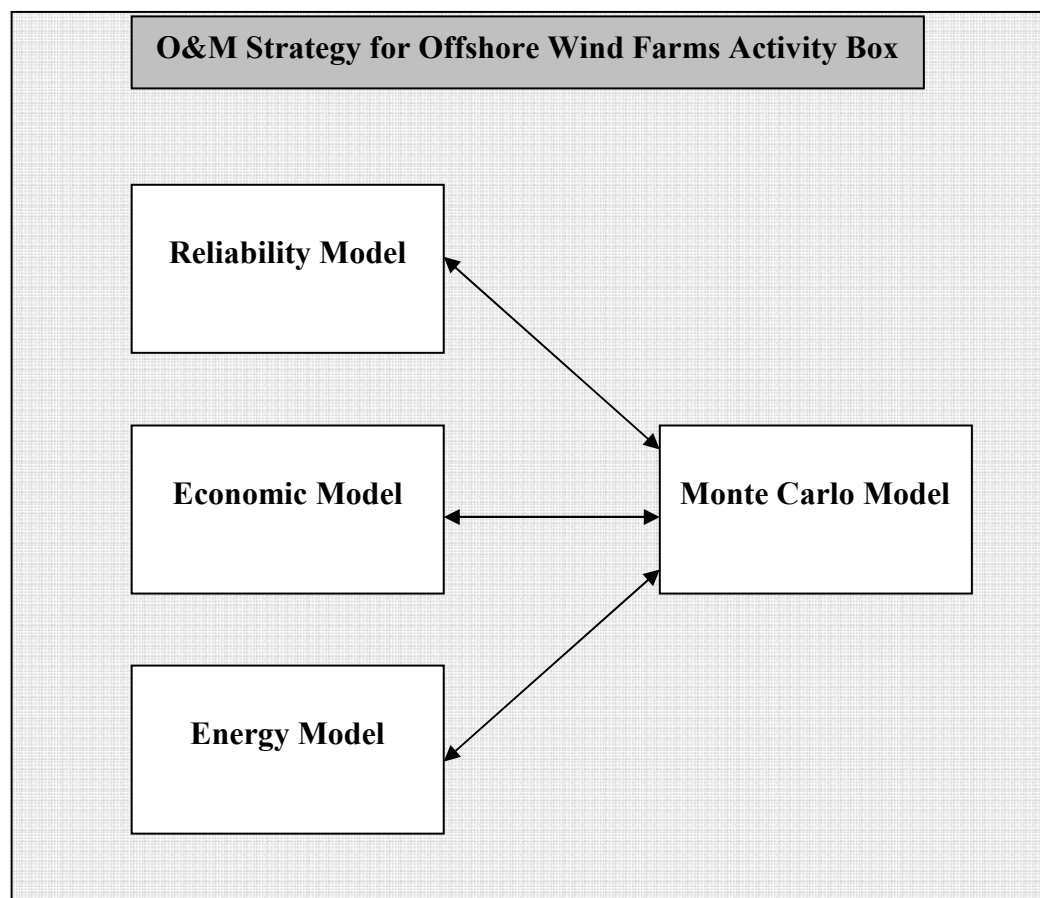 O&M Strategy for Offshore Wind Farms Activity Box
Reliability Model
Economic Model
Monte Carlo Model
Energy Model